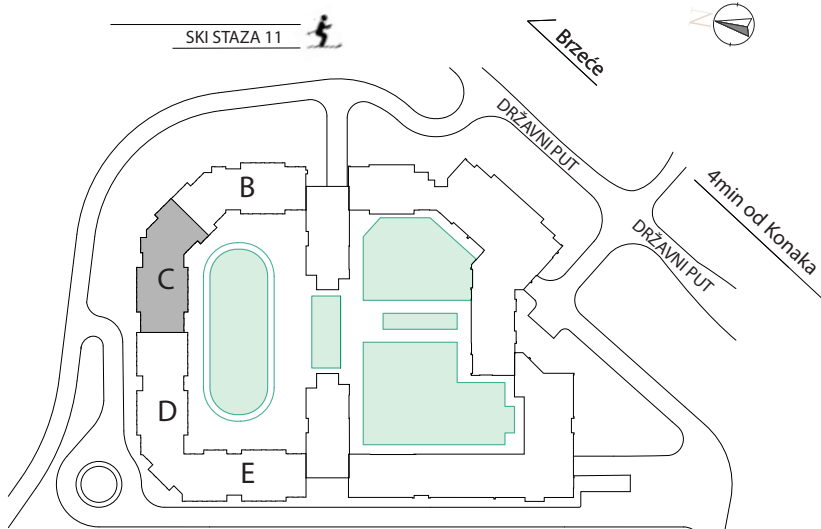 SKI STAZA 11
N
Brzeće
DRŽAVNI PUT
4min od Konaka
DRŽAVNI PUT
B
C
D
E